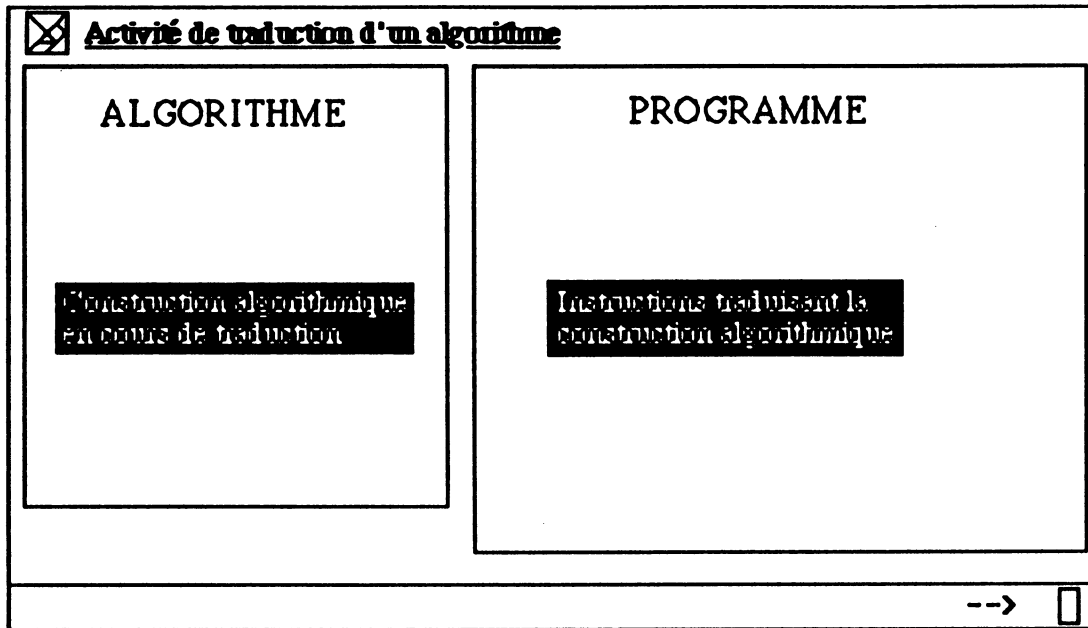 Activité de traduction d'un algorithme
ALGORITHME
PROGRAMME
Construction algorithmique
en cours de traduction
Instructions traduisant la
construction algorithmique
-->